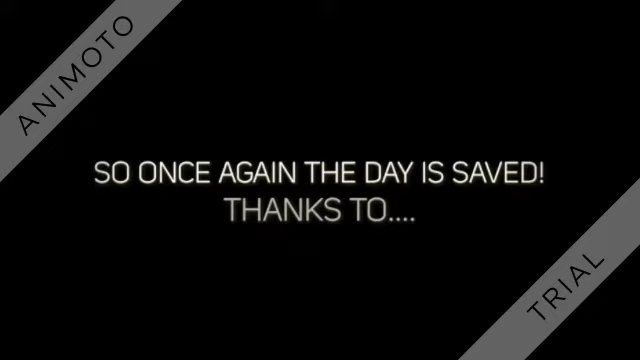 ANIMOTO
SO ONCE AGAIN THE DAY IS SAVED!
THANKS TO....
TRIAL